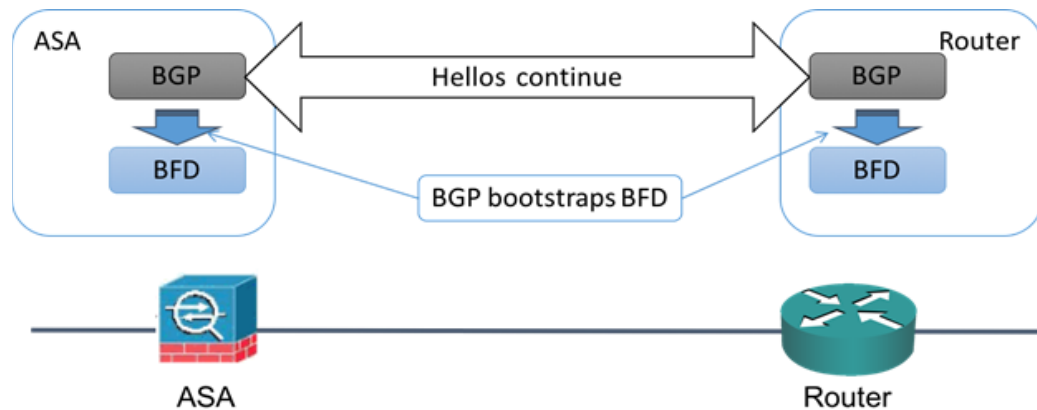 ASA
Router
BGP
Hellos continue
BGP
BFD
BFD
BGP bootstraps BFD
ASA
Router